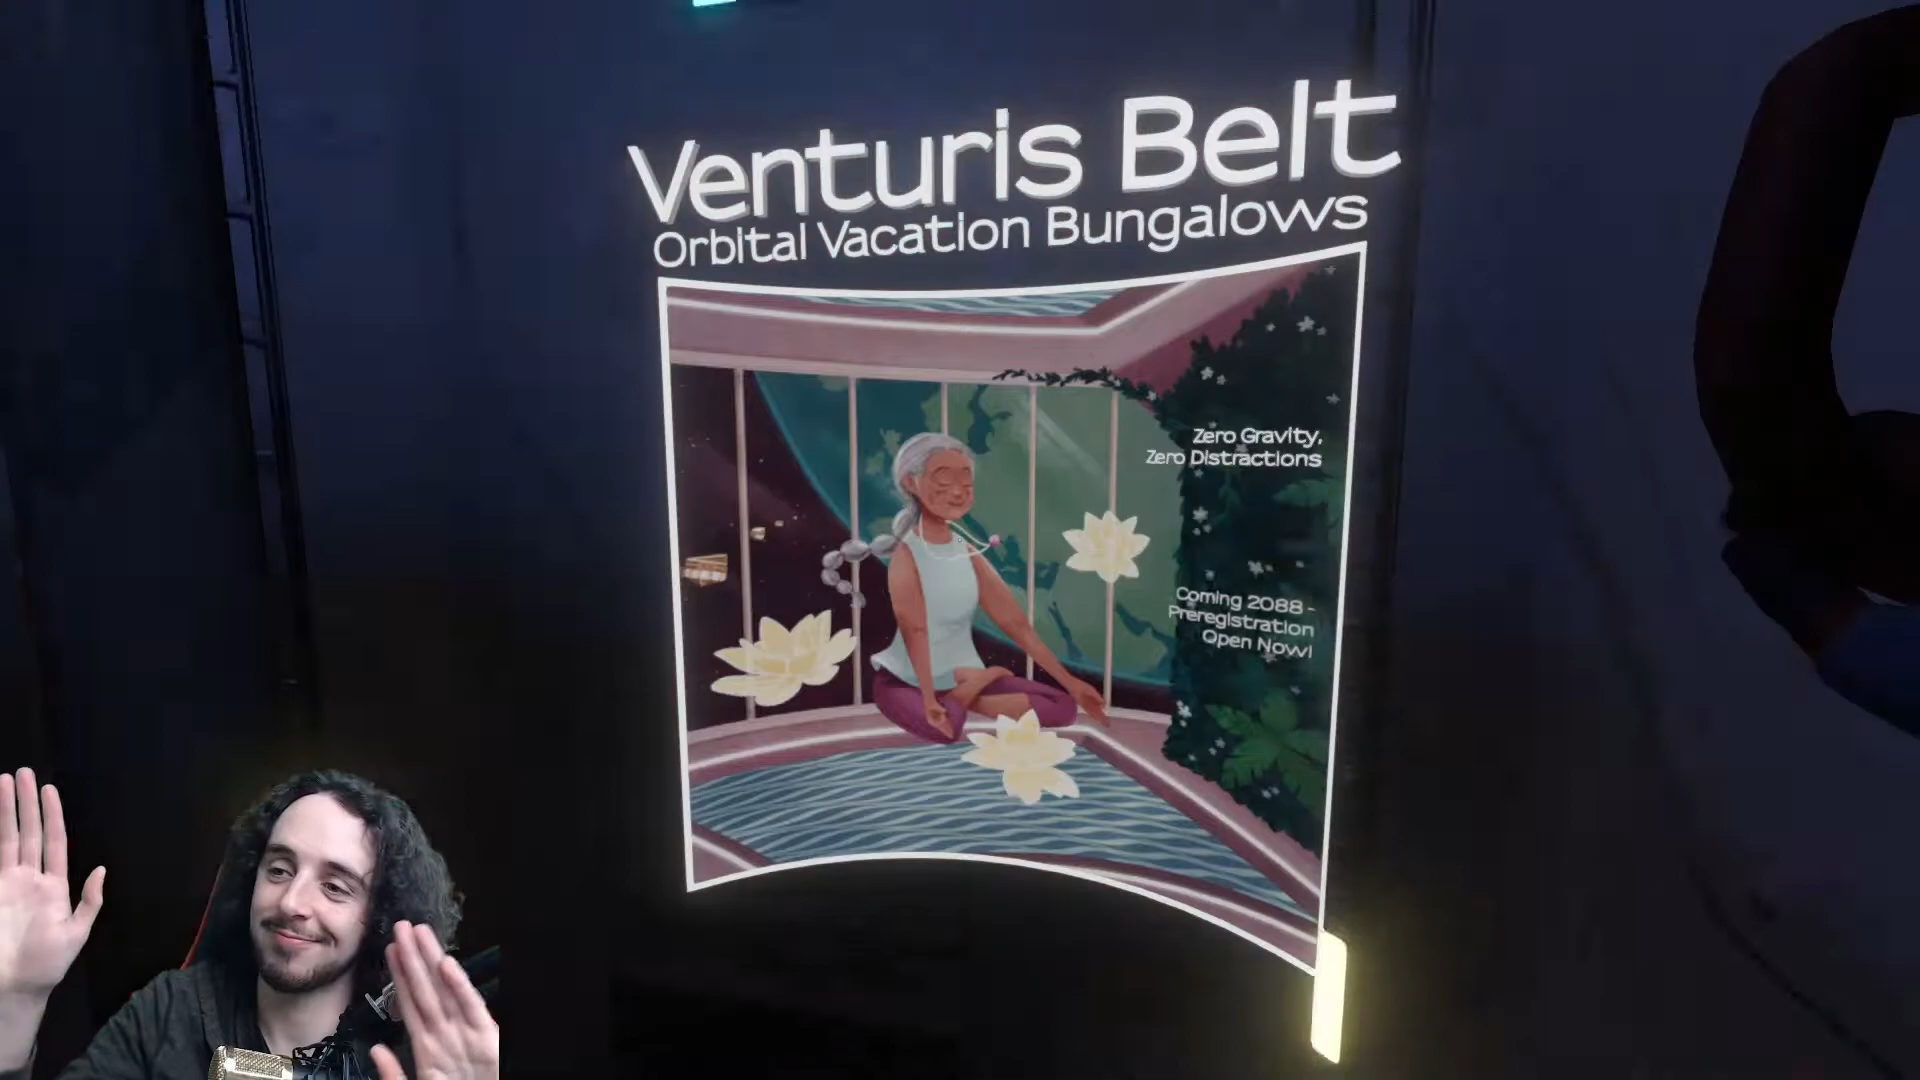 Venturis Belt
Orbital Vacation Bungalows
Zero Gravity,
Zero Distractions
Coming 2088 -
Preregistration
Open Now!